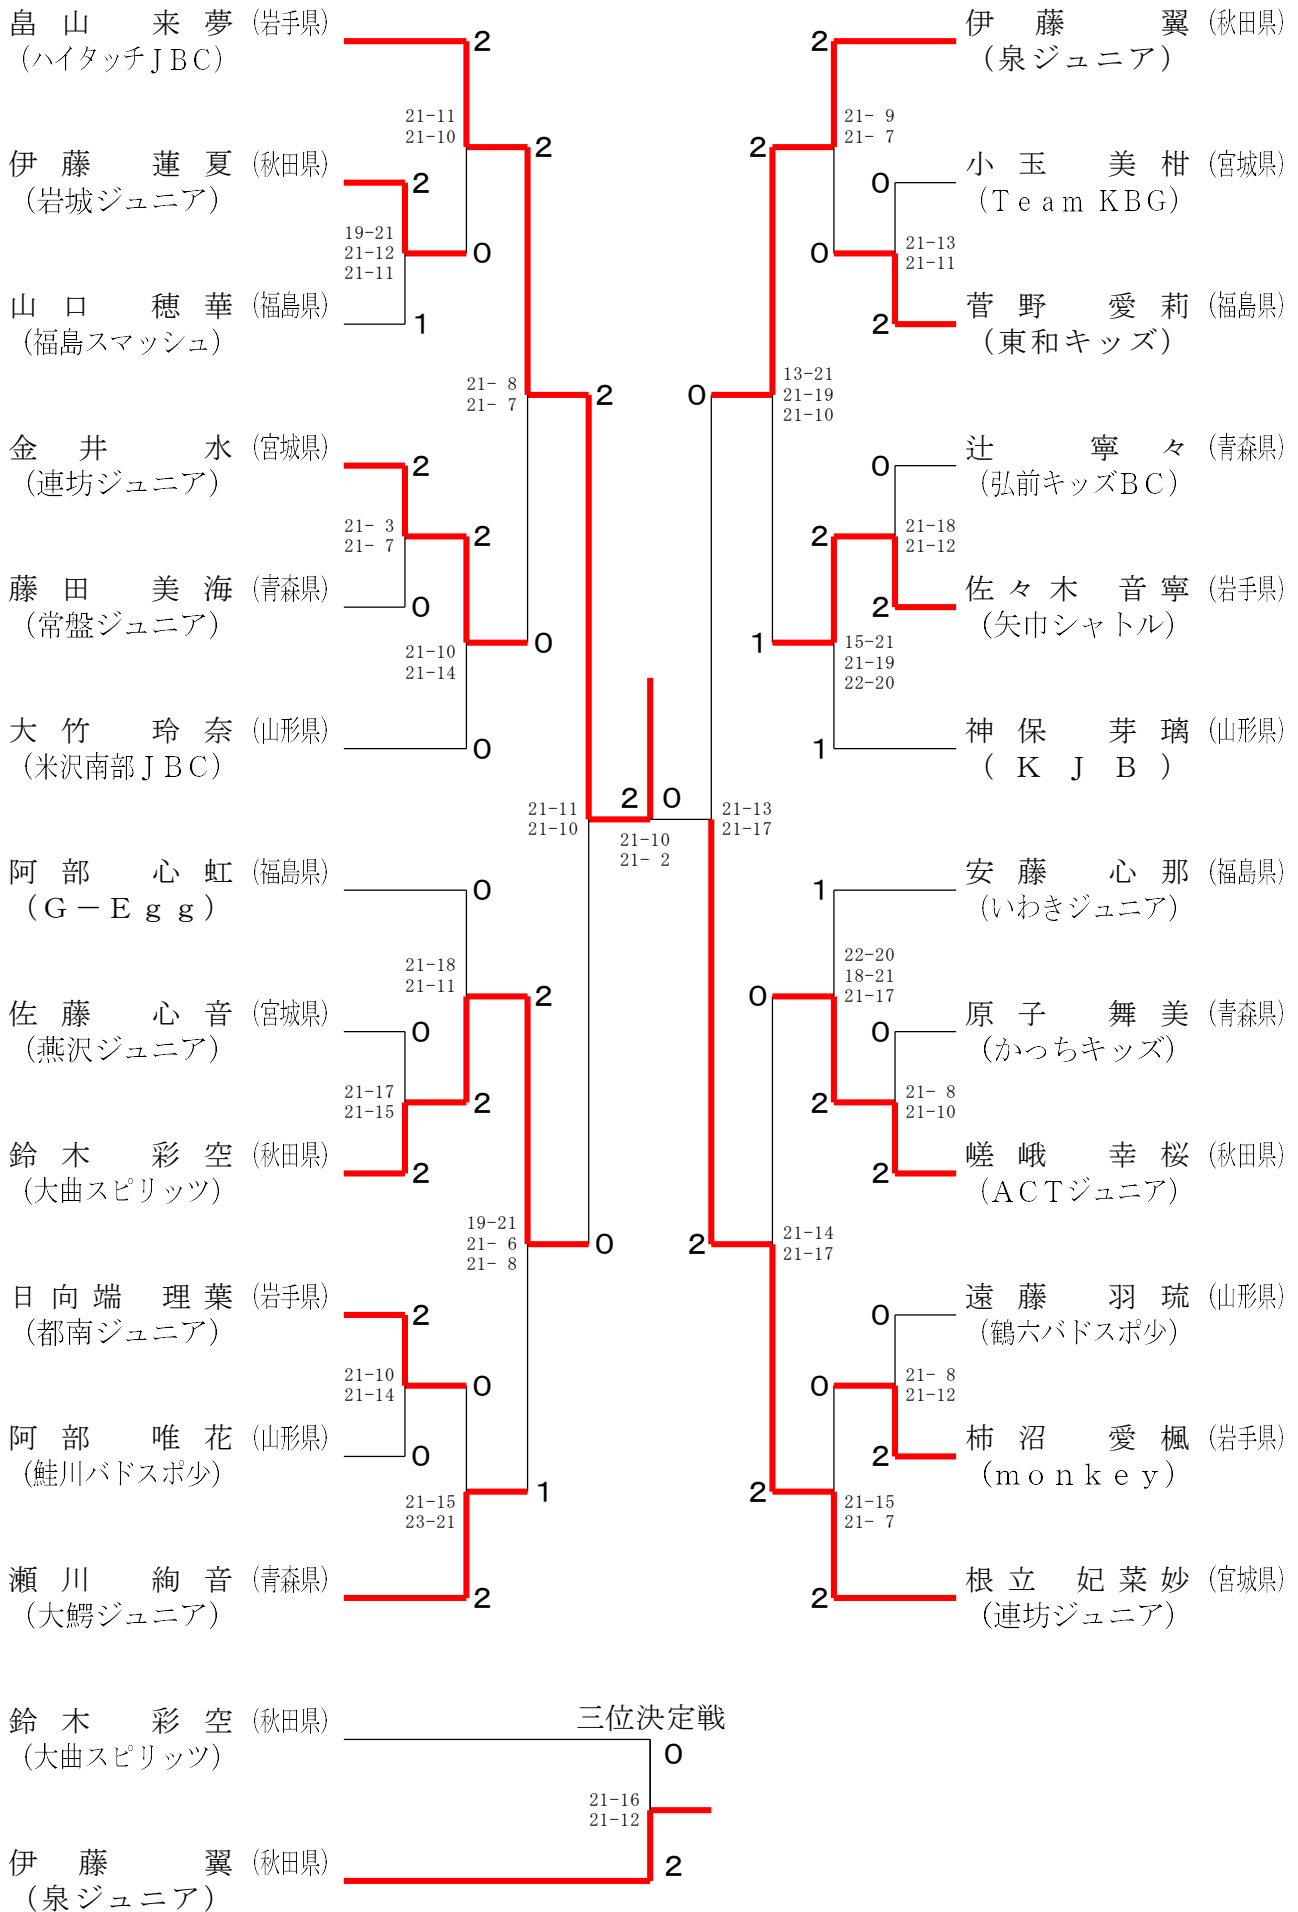 畠山 来夢 (岩手県)
(ハイタッチJBC)
2
21-11
21-10
2
伊藤 蓮夏 (秋田県)
(岩城ジュニア)
2
19-21
21-12
21-11
0
山口 穂華 (福島県)
(福島スマッシュ)
1
21- 8
21- 7
2
金井 水 (宮城県)
(連坊ジュニア)
2
21- 3
21- 7
2
藤田 美海 (青森県)
(常盤ジュニア)
0
21-10
21-14
0
大竹 玲奈 (山形県)
(米沢南部JBC)
0
21-11
21-10
2 0
21-10
21- 2
阿部 心虹 (福島県)
(G-Egg)
0
21-18
21-11
2
佐藤 心音 (宮城県)
(燕沢ジュニア)
0
21-17
21-15
2
鈴木 彩空 (秋田県)
(大曲スピリッツ)
2
19-21
21- 6
21- 8
0
日向端 理葉 (岩手県)
(都南ジュニア)
2
21-10
21-14
0
阿部 唯花 (山形県)
(鮭川バドスポ少)
0
21-15
23-21
1
瀬川 絢音 (青森県)
(大鰐ジュニア)
2
2
伊藤 翼 (秋田県)
(泉ジュニア)
21- 9
21- 7
2
0
小玉 美柑 (宮城県)
(Team KBG)
0
21-13
21-11
2
菅野 愛莉 (福島県)
(東和キッズ)
0
13-21
21-19
21-10
0
辻 寧々 (青森県)
(弘前キッズBC)
2
21-18
21-12
2
佐々木 音寧 (岩手県)
(矢巾シャトル)
1
15-21
21-19
22-20
1
神保 芽璃 (山形県)
(KJB)
21-13
21-17
1
安藤 心那 (福島県)
(いわきジュニア)
22-20
18-21
21-17
0
0
原子 舞美 (青森県)
(かっちキッズ)
2
21- 8
21-10
2
嵯峨 幸桜 (秋田県)
(ACTジュニア)
2
21-14
21-17
0
遠藤 羽琉 (山形県)
(鶴六バドスポ少)
0
21- 8
21-12
2
柿沼 愛楓 (岩手県)
(monkey)
2
21-15
21- 7
2
根立 妃菜妙 (宮城県)
(連坊ジュニア)
三位決定戦
鈴木 彩空 (秋田県)
(大曲スピリッツ)
0
21-16
21-12
2
伊藤 翼 (秋田県)
(泉ジュニア)